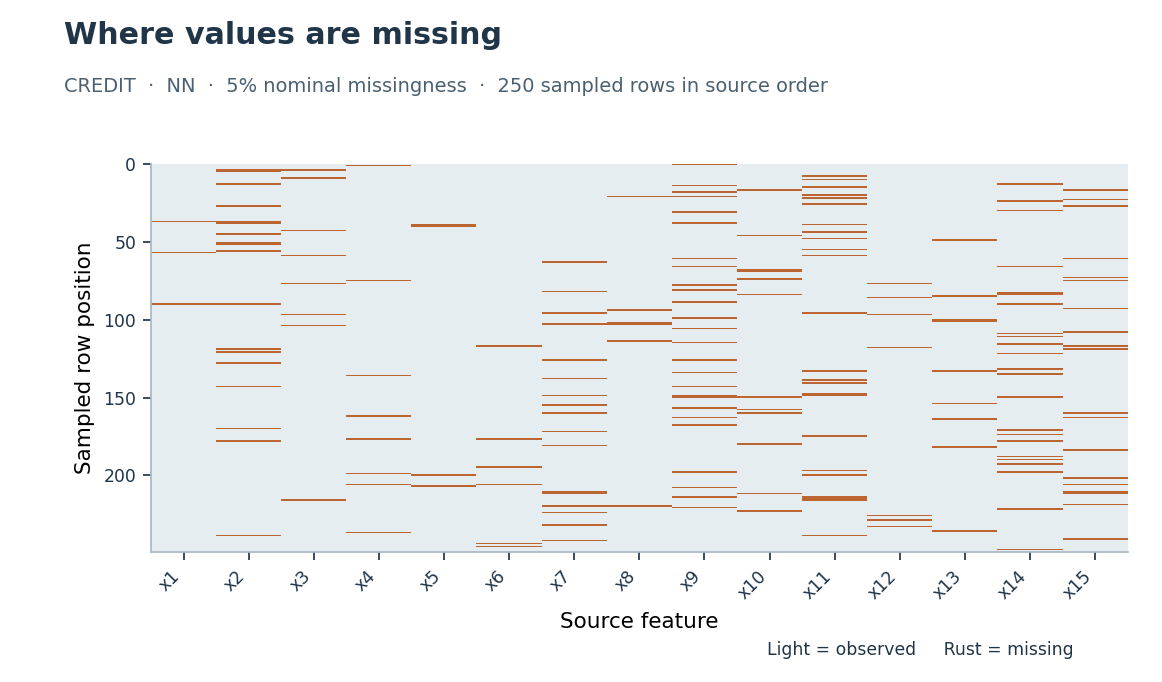 Where values are missing
CREDIT · NN · 5% nominal missingness · 250 sampled rows in source order
0
50
100
150
200
Sampled row position
x1 x2 x3 x4 x5 x6 x7 x8 x9 x10 x11 x12 x13 x14 x15
Source feature
Light = observed Rust = missing